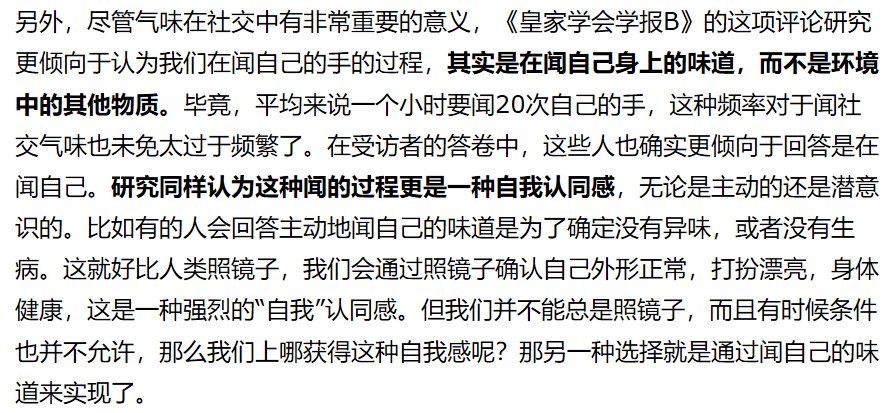 另外，尽管气味在社交中有非常重要的意义，《皇家学会学报B》的这项评论研究
更倾向于认为我们在闻自己的手的过程，其实是在闻自己身上的味道，而不是环境
中的其他物质。毕竟，平均来说一个小时要闻20次自己的手，这种频率对于闻社
交气味也未免太过于频繁了。在受访者的答卷中，这些人也确实更倾向于回答是在
闻自己。研究同样认为这种闻的过程更是一种自我认同感，无论是主动的还是潜意
识的。比如有的人会回答主动地闻自己的味道是为了确定没有异味，或者没有生
病。这就好比人类照镜子，我们会通过照镜子确认自己外形正常，打扮漂亮，身体
健康，这是一种强烈的“自我”认同感。但我们并不能总是照镜子，而且有时候条件
也并不允许，那么我们上哪获得这种自我感呢？那另一种选择就是通过闻自己的味
道来实现了。